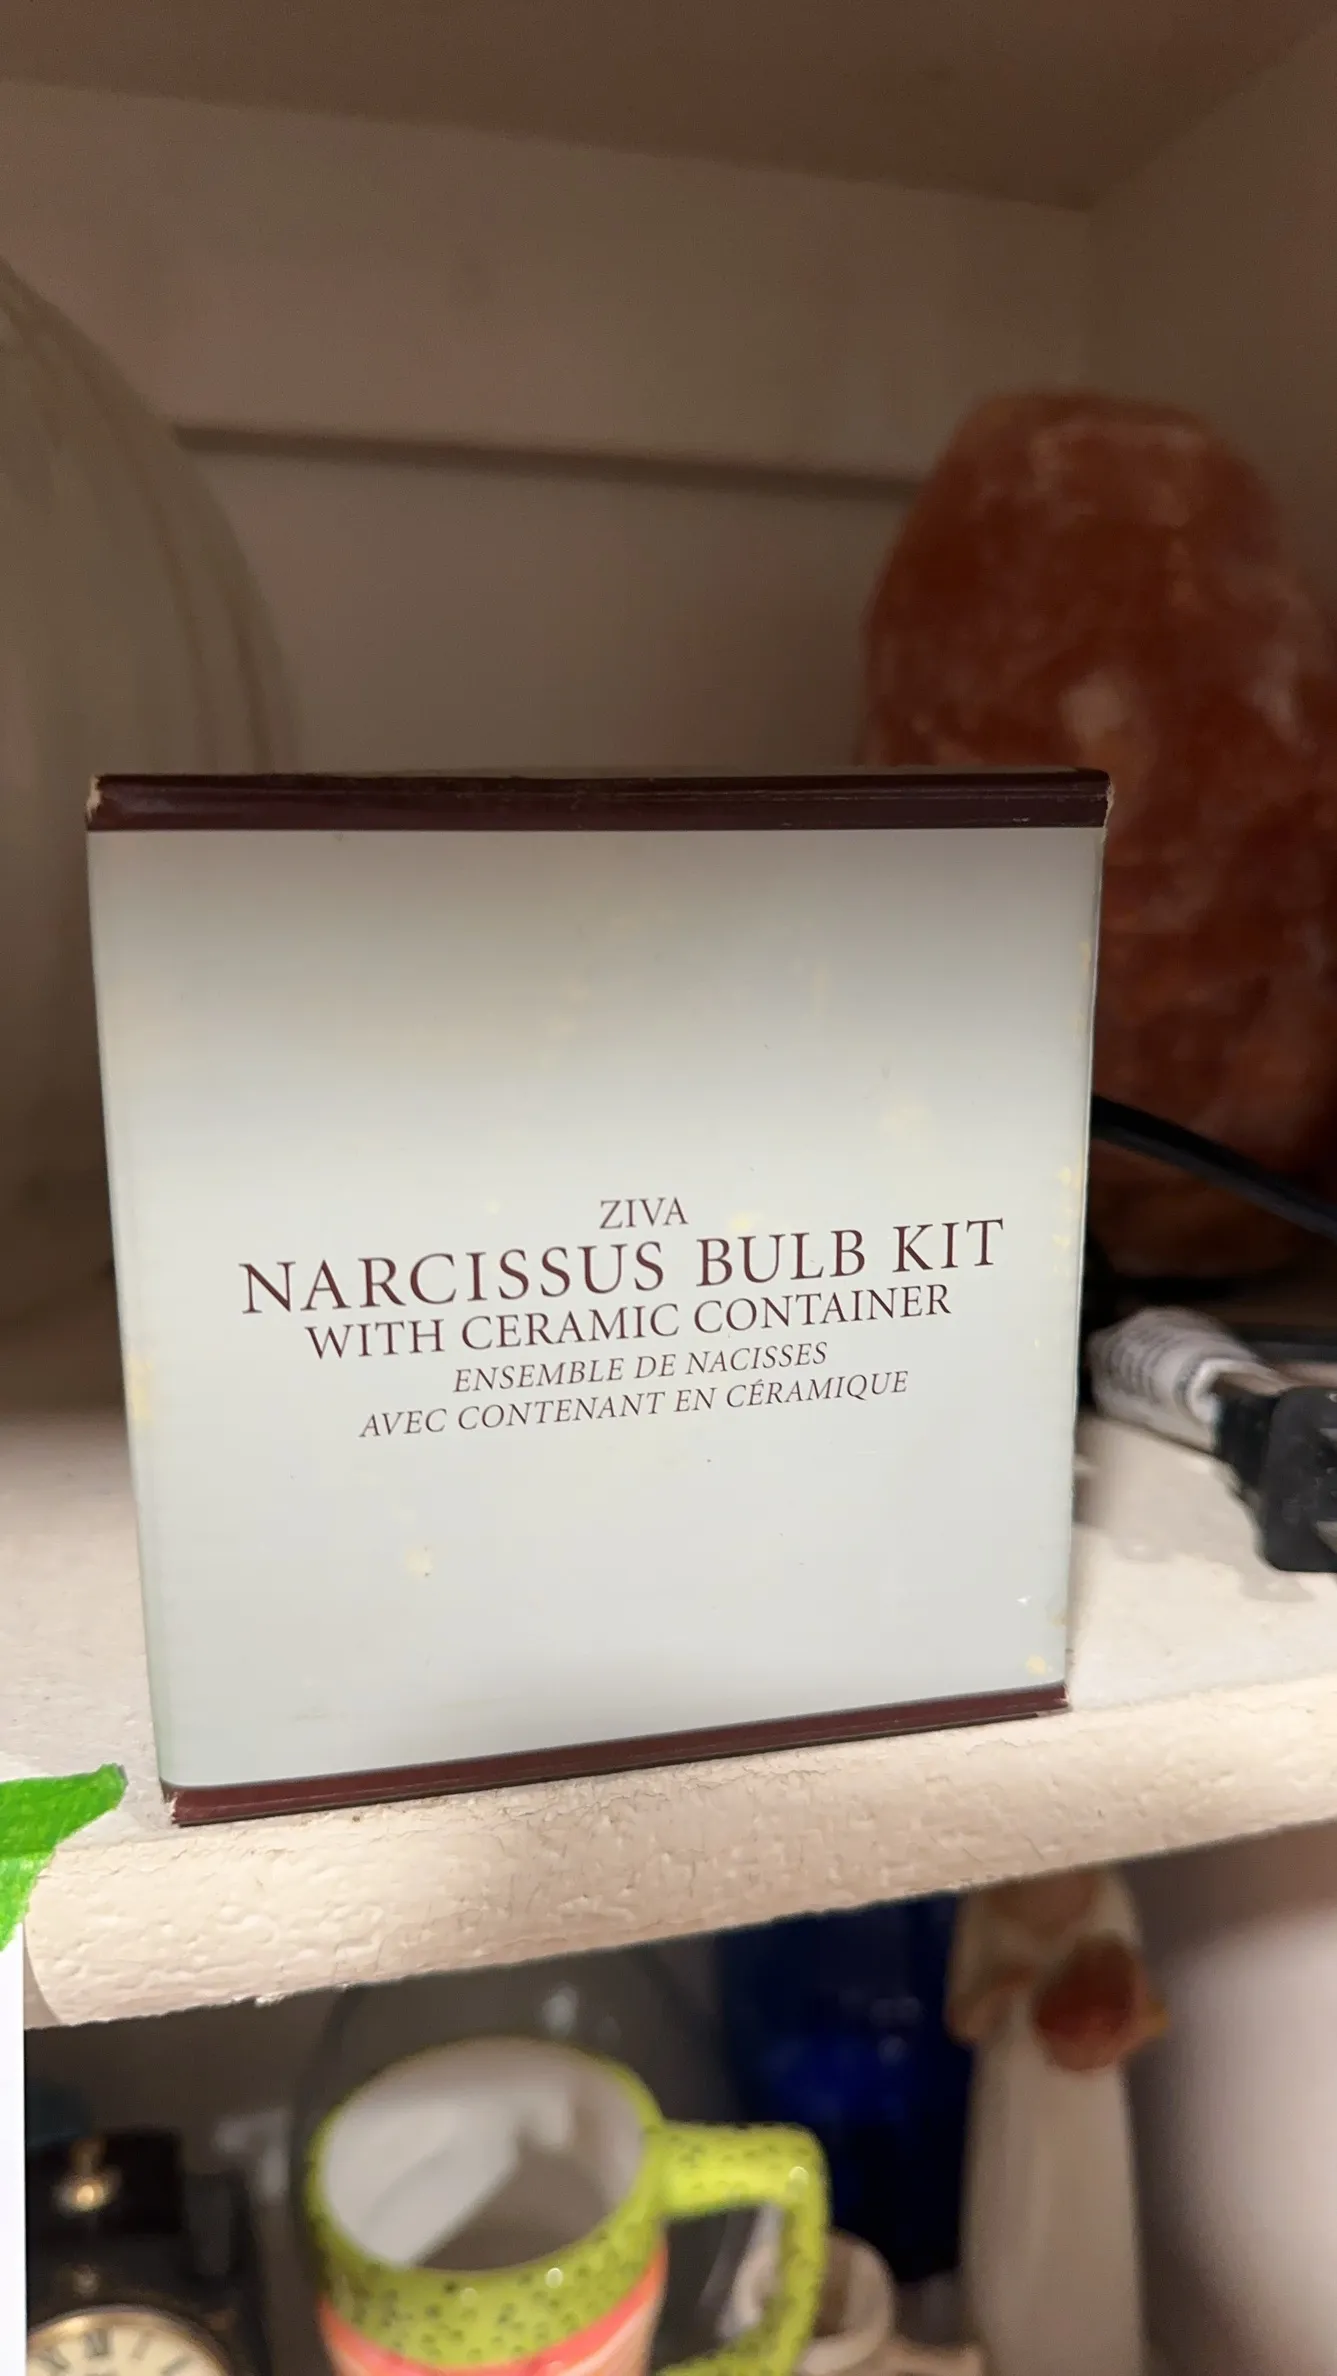 ZIVA
NARCISSUS BULB KIT
WITH CERAMIC CONTAINER
ENSEMBLE DE NACISSES
AVEC CONTENANT EN CÉRAMIQUE